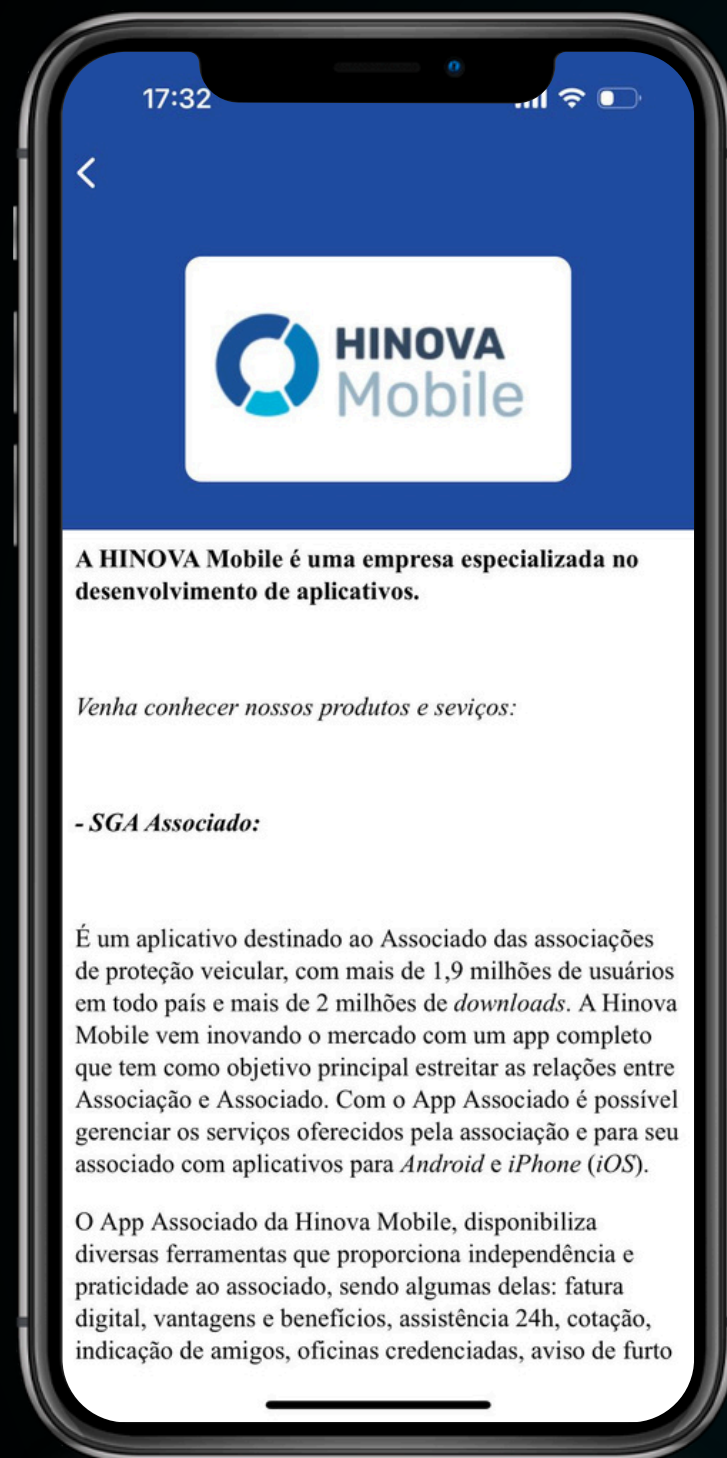 17:32
HINOVA
Mobile
A HINOVA Mobile é uma empresa especializada no
desenvolvimento de aplicativos.
Venha conhecer nossos produtos e seviços:
- SGA Associado:
É um aplicativo destinado ao Associado das associações
de proteção veicular, com mais de 1,9 milhões de usuários
em todo país e mais de 2 milhões de downloads. A Hinova
Mobile vem inovando o mercado com um app completo
que tem como objetivo principal estreitar as relações entre
Associação e Associado. Com o App Associado é possível
gerenciar os serviços oferecidos pela associação e para seu
associado com aplicativos para Android e iPhone (iOS).
O App Associado da Hinova Mobile, disponibiliza
diversas ferramentas que proporciona independência e
praticidade ao associado, sendo algumas delas: fatura
digital, vantagens e benefícios, assistência 24h, cotação,
indicação de amigos, oficinas credenciadas, aviso de furto